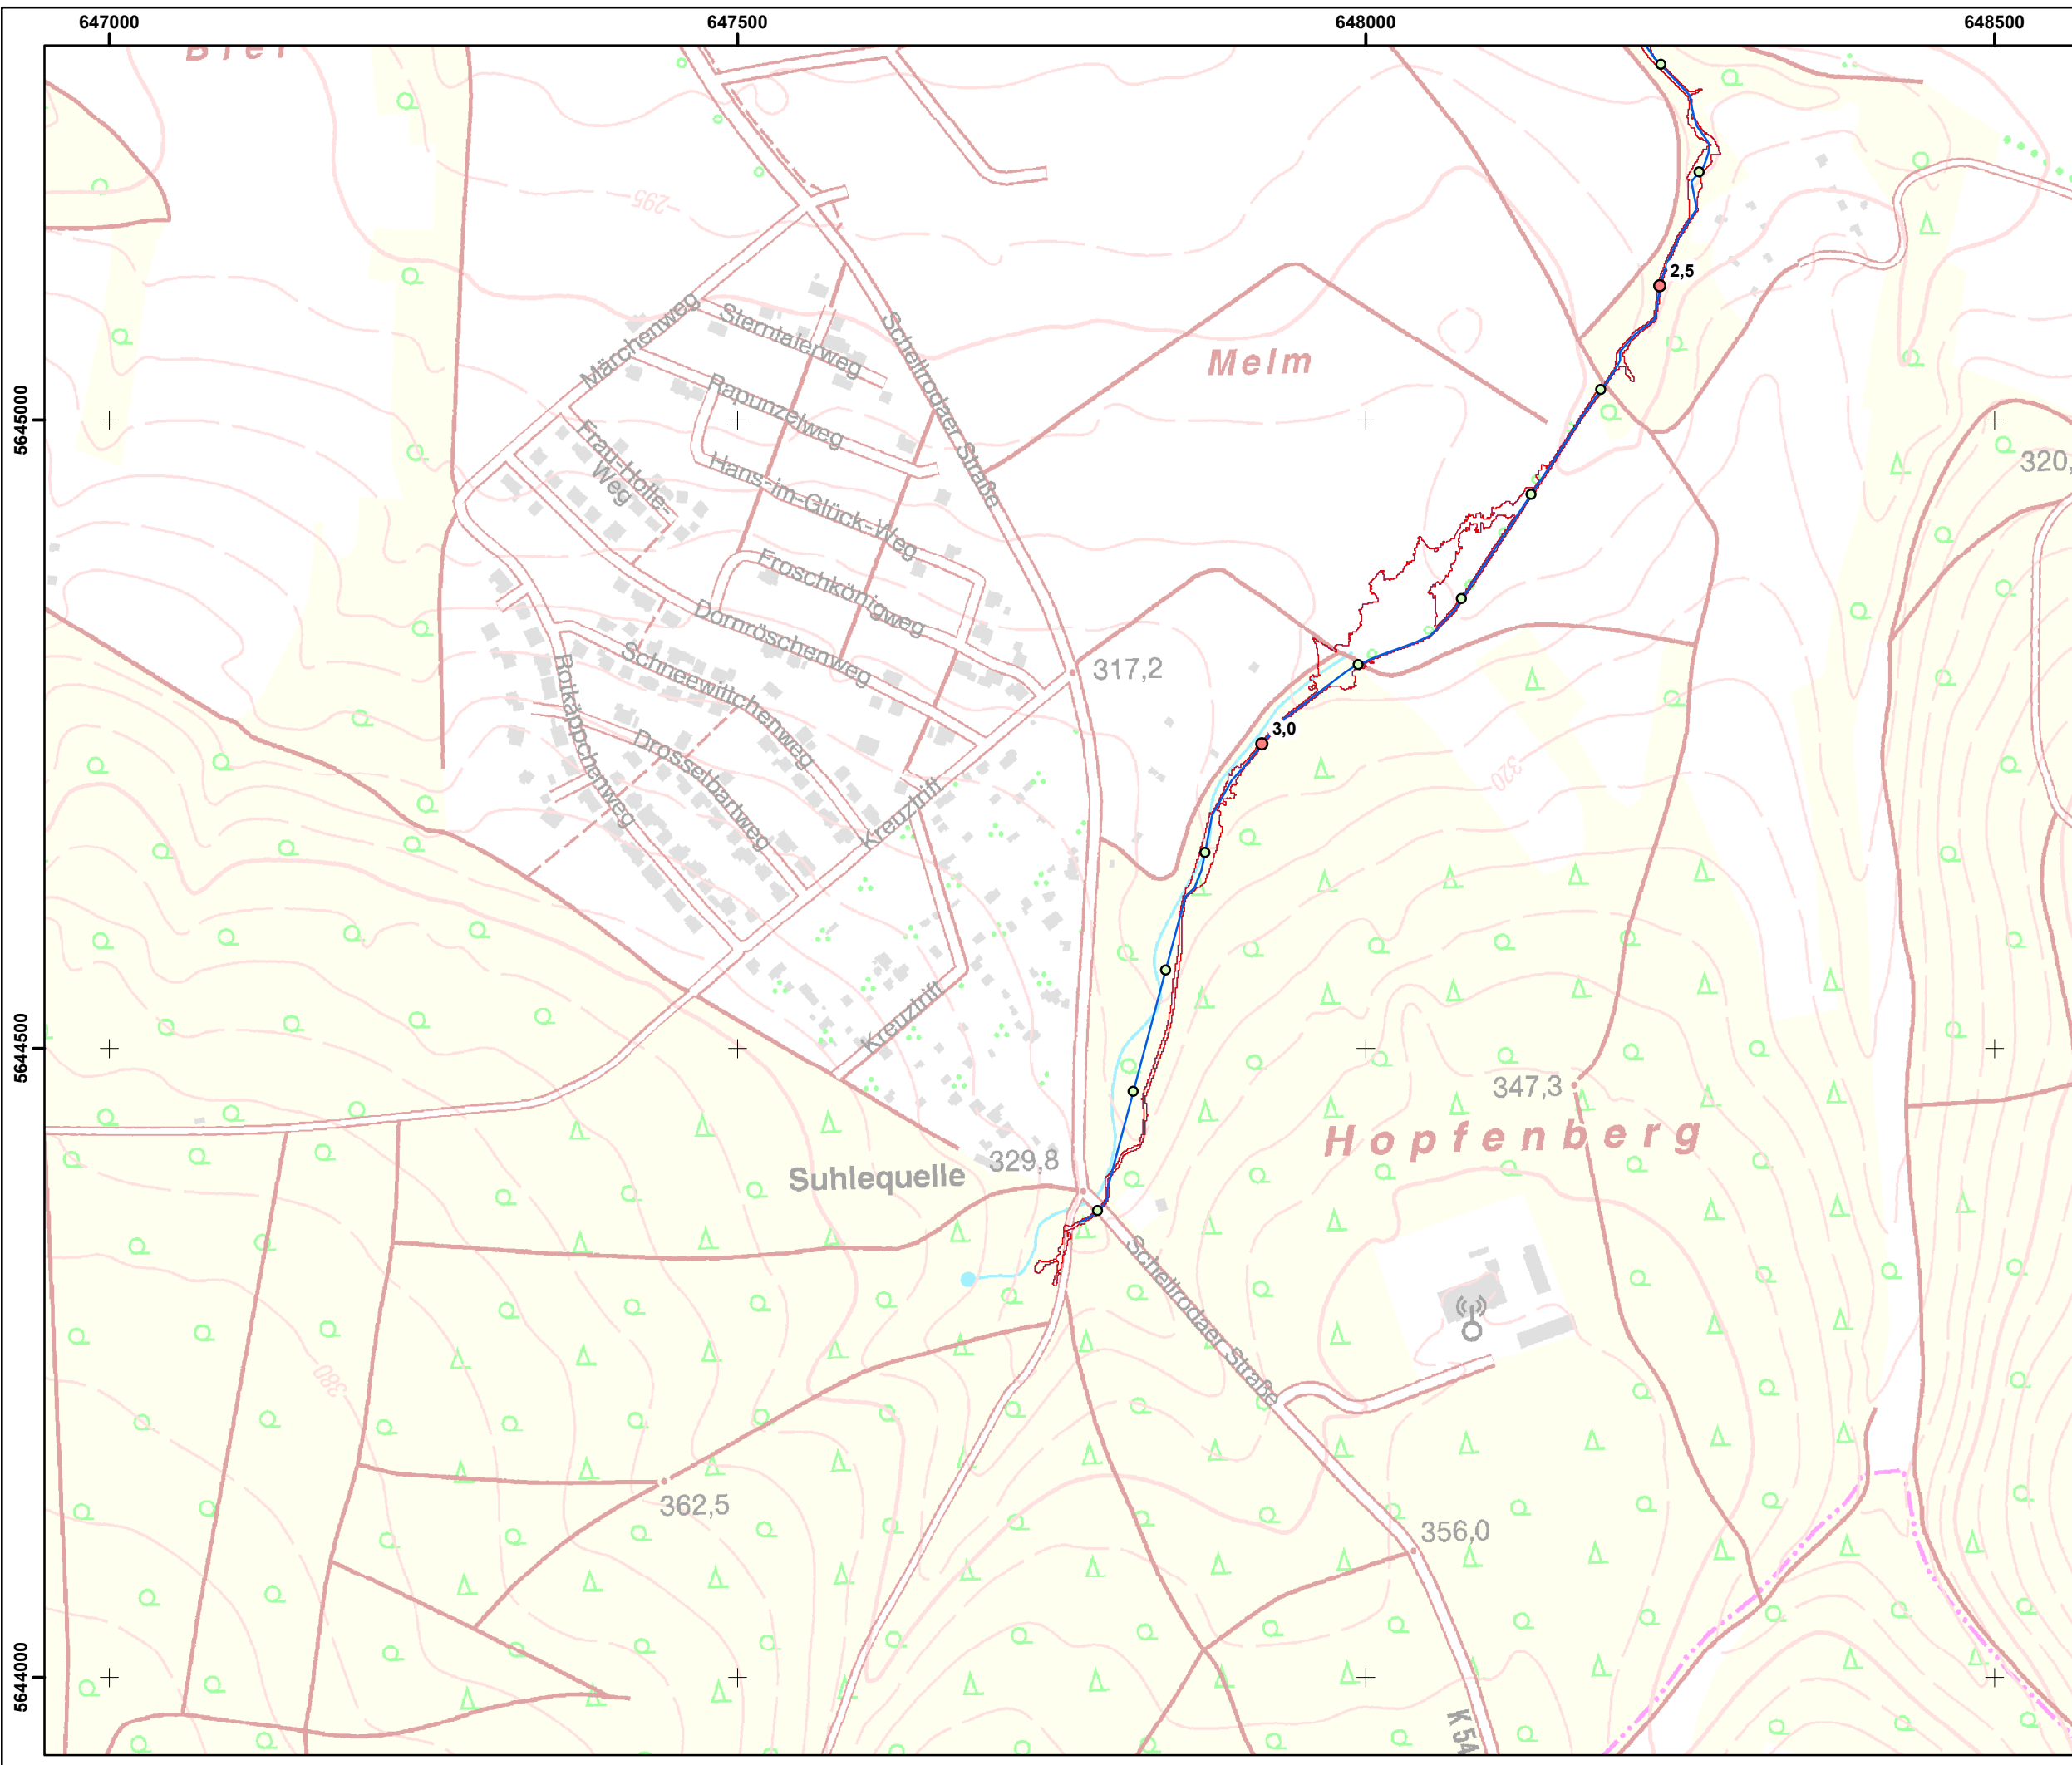 647000
647500
648000
648500
295
2,5
5645000
Märchenweg
Sterntalerweg
Schellrodaer Straße
Melm
Rapunzelweg
Frau-Holle-
Weg
Hans-im-Glück-Weg
320,
Froschkönigweg
Dornröschenweg
Schneewittchenweg
317,2
Rotkäppchenweg
Drosselbartweg
3,0
320
Kreuztrift
Kreuztrift
5644500
347,3
Hopfenberg
329,8
Suhlequelle
Schellrodaer Straße
380
362,5
356,0
5644000
K 54